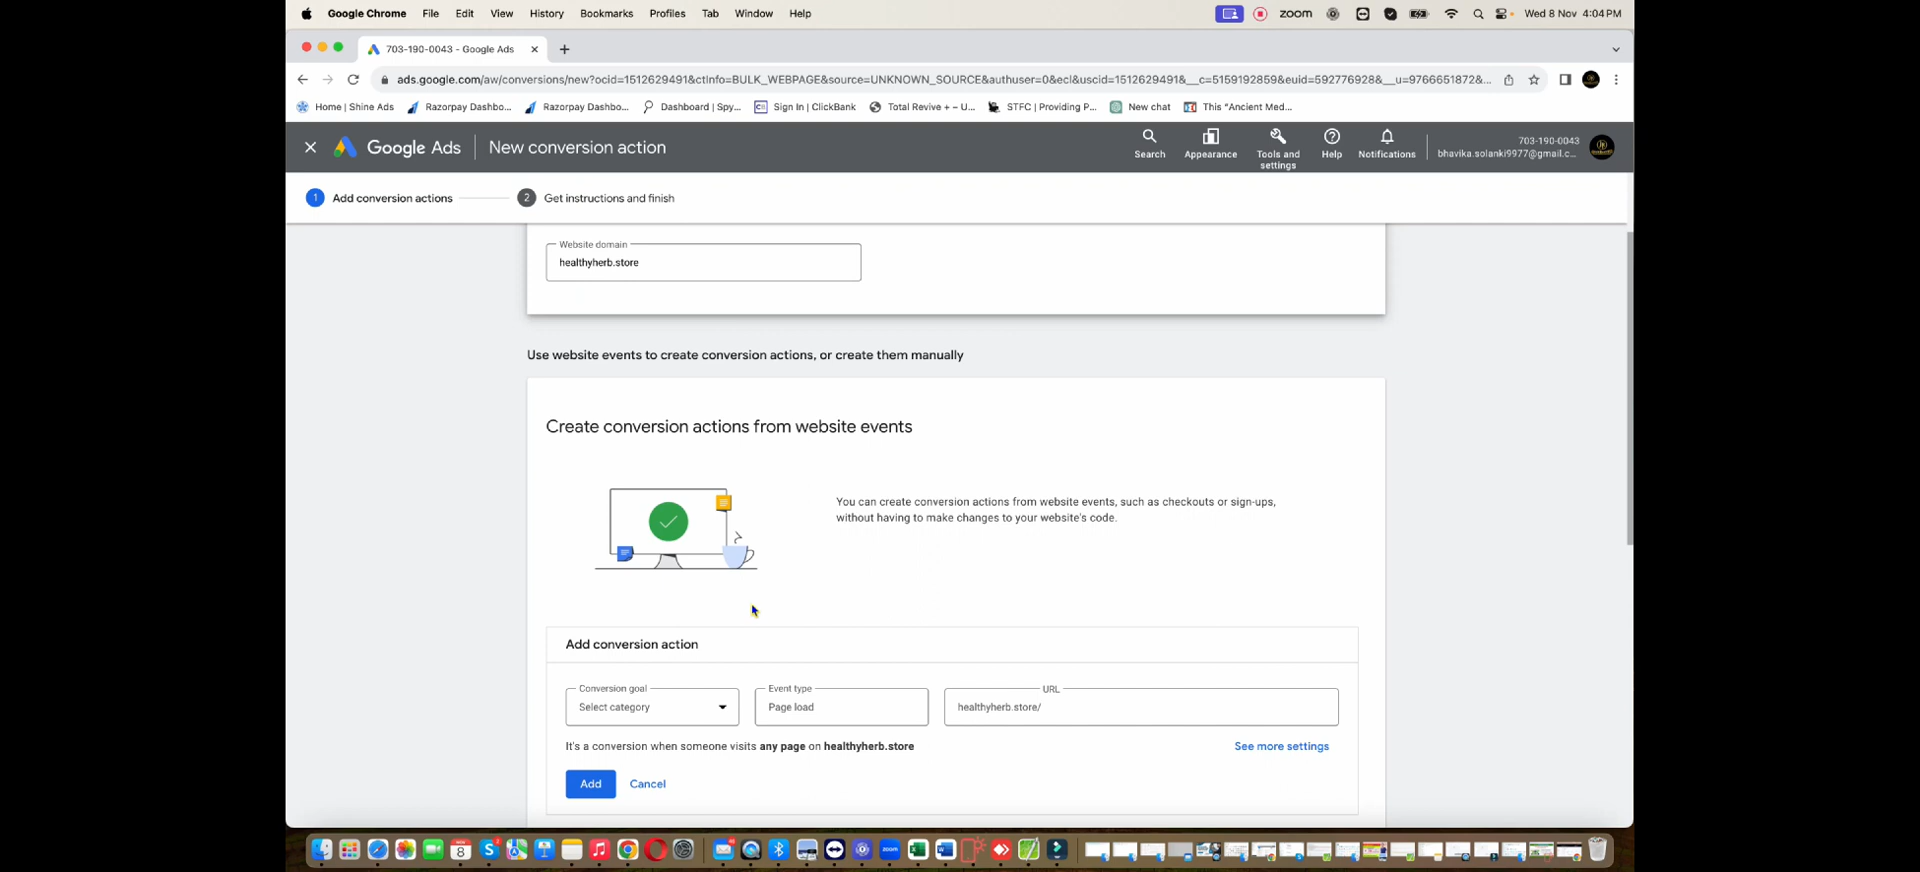 Google Chrome File Edit View History Bookmarks Profiles Tab Window Help zoom Wed 8 Nov 4:04 PM
703-190-0043 - Google Ads
ads.google.com/aw/conversions/new?ocid=1512629491&ctInfo=BULK_WEBPAGE&source=UNKNOWN_SOURCE&authuser=0&ecl&uscid=1512629491&__c=5159192859&euid=592776928&__u=9766651872&...
Home | Shine Ads Razorpay Dashbo... Razorpay Dashbo... Dashboard | Spy... Sign In | ClickBank Total Revive + – U... STFC | Providing P... New chat This "Ancient Med...
Google Ads New conversion action
Search Appearance Tools and settings Help Notifications
703-190-0043
bhavika.solanki9977@gmail.c...
1 Add conversion actions 2 Get instructions and finish
Website domain
healthyherb.store
Use website events to create conversion actions, or create them manually
Create conversion actions from website events
You can create conversion actions from website events, such as checkouts or sign-ups,
without having to make changes to your website's code.
Add conversion action
Conversion goal Event type URL
Select category Page load healthyherb.store/
It's a conversion when someone visits any page on healthyherb.store See more settings
Add Cancel
8
zoom